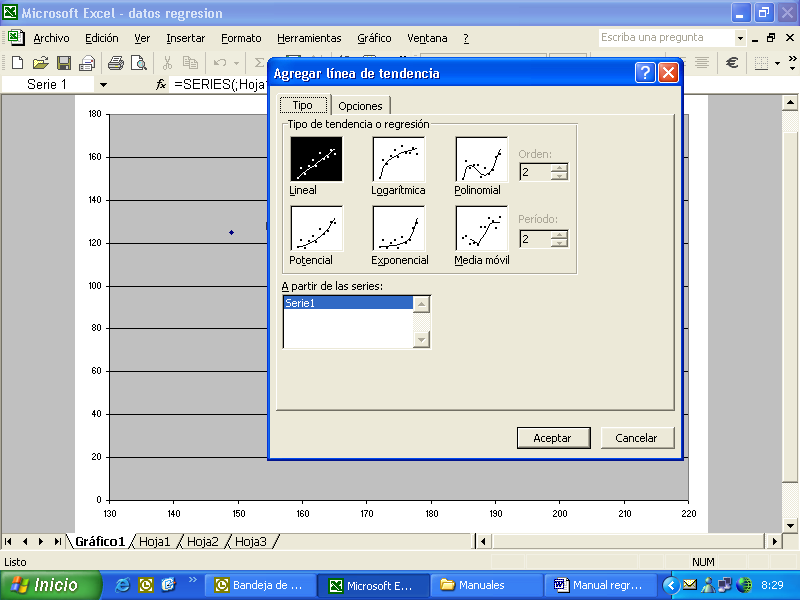 Microsoft Excel - datos regresion
Archivo Edición Ver Insertar Formato Herramientas Gráfico Ventana ?
Escriba una pregunta
Serie 1 fx =SERIES(;Hoja
Agregar línea de tendencia
Tipo Opciones
Tipo de tendencia o regresión
Lineal Logarítmica Polinomial
Orden:
2
Potencial Exponencial Media móvil
Período:
2
A partir de las series:
Serie1
Aceptar Cancelar
180
160
140
120
100
80
60
40
20
0
130 140 150 160 170 180 190 200 210 220
Gráfico1 Hoja1 Hoja2 Hoja3
Listo NUM
Inicio Bandeja de ... Microsoft E... Manuales Manual regr... 8:29